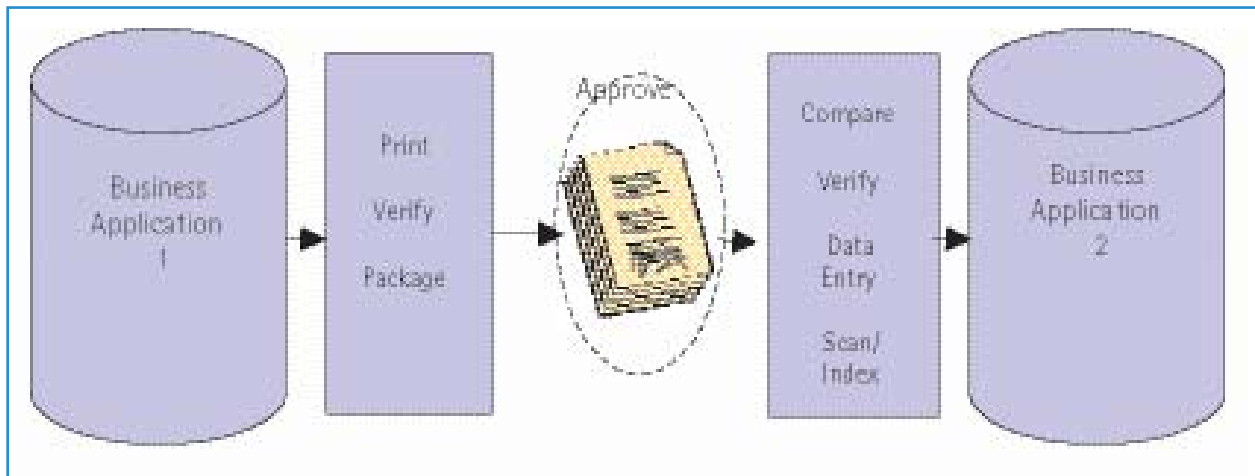 Business
Application
1
Print
Verify
Package
Approve
Compare
Verify
Data
Entry
Scan/
Index
Business
Application
2